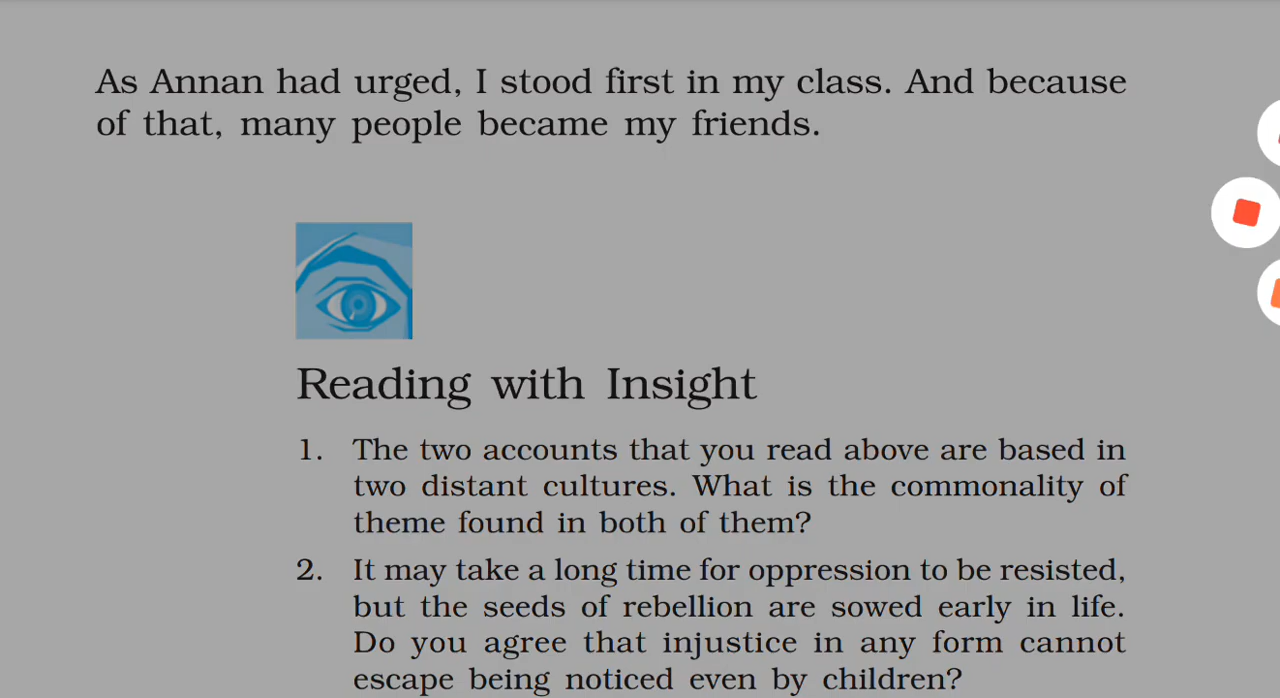 As Annan had urged, I stood first in my class. And because
of that, many people became my friends.
Reading with Insight
1. The two accounts that you read above are based in
two distant cultures. What is the commonality of
theme found in both of them?
2. It may take a long time for oppression to be resisted,
but the seeds of rebellion are sowed early in life.
Do you agree that injustice in any form cannot
escape being noticed even by children?